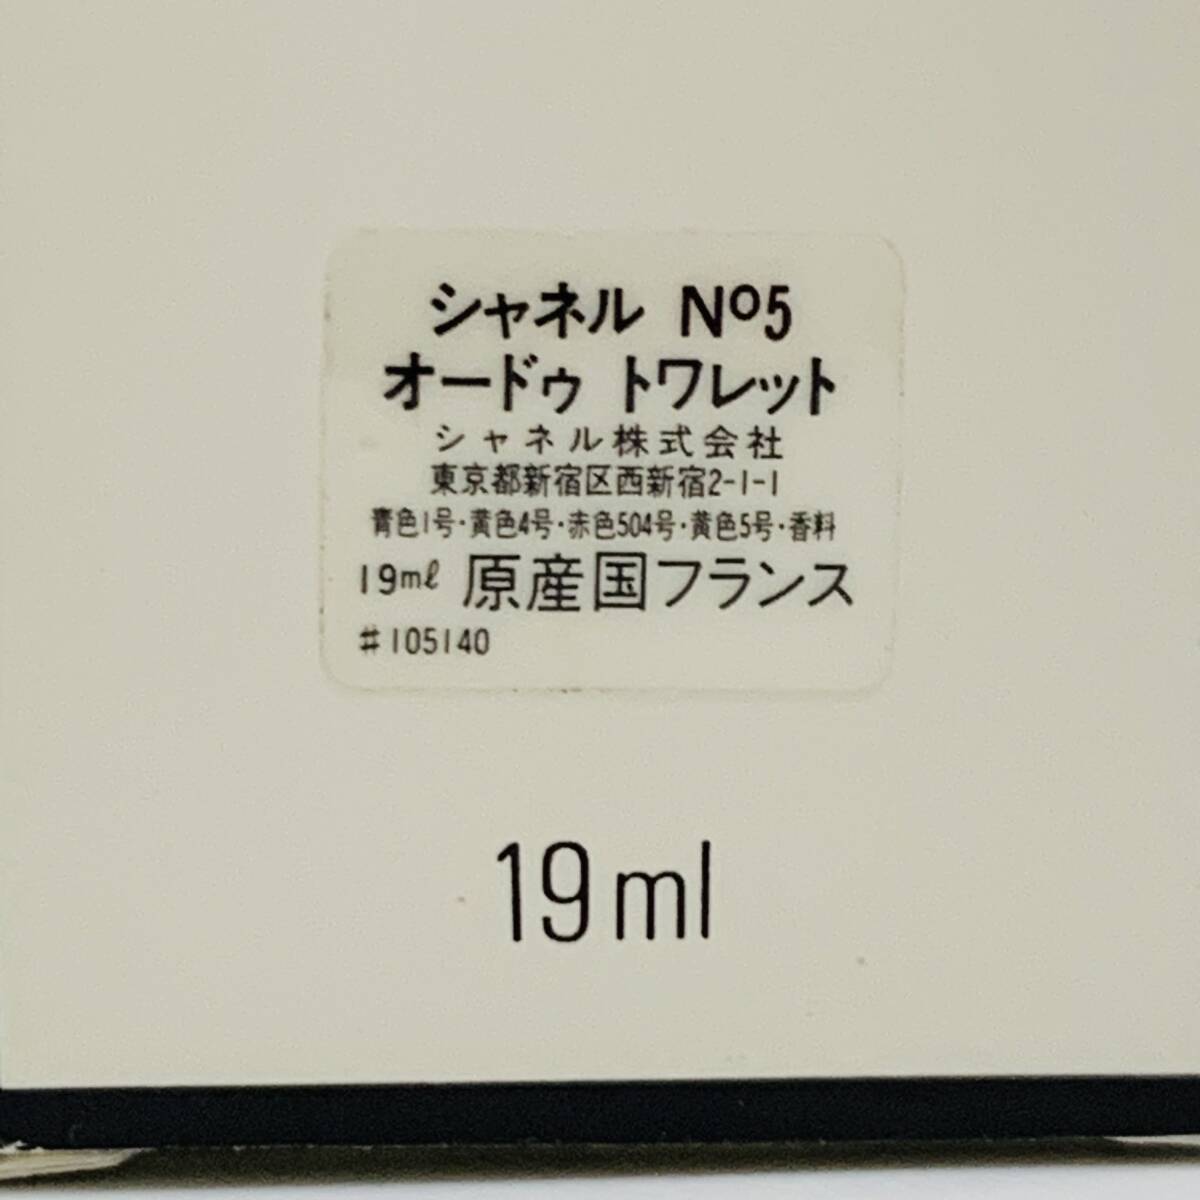 シャネル Nº5
オードゥ トワレット
シャネル株式会社
東京都新宿区西新宿2-1-1
青色1号・黄色4号・赤色504号・黄色5号・香料
19mℓ 原産国フランス
#105140
19ml